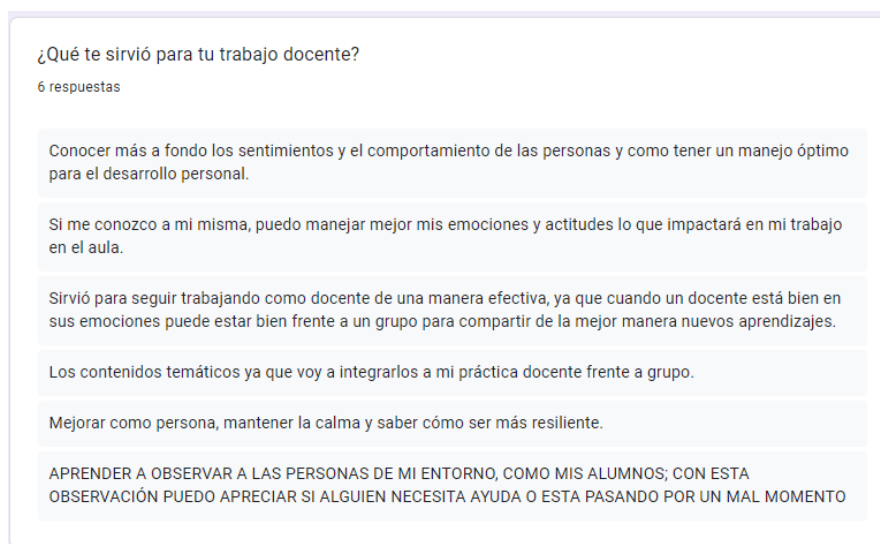 ¿Qué te sirvió para tu trabajo docente?
6 respuestas
Conocer más a fondo los sentimientos y el comportamiento de las personas y como tener un manejo óptimo
para el desarrollo personal.
Si me conozco a mi misma, puedo manejar mejor mis emociones y actitudes lo que impactará en mi trabajo
en el aula.
Sirvió para seguir trabajando como docente de una manera efectiva, ya que cuando un docente está bien en
sus emociones puede estar bien frente a un grupo para compartir de la mejor manera nuevos aprendizajes.
Los contenidos temáticos ya que voy a integrarlos a mi práctica docente frente a grupo.
Mejorar como persona, mantener la calma y saber cómo ser más resiliente.
APRENDER A OBSERVAR A LAS PERSONAS DE MI ENTORNO, COMO MIS ALUMNOS; CON ESTA
OBSERVACIÓN PUEDO APRECIAR SI ALGUIEN NECESITA AYUDA O ESTA PASANDO POR UN MAL MOMENTO